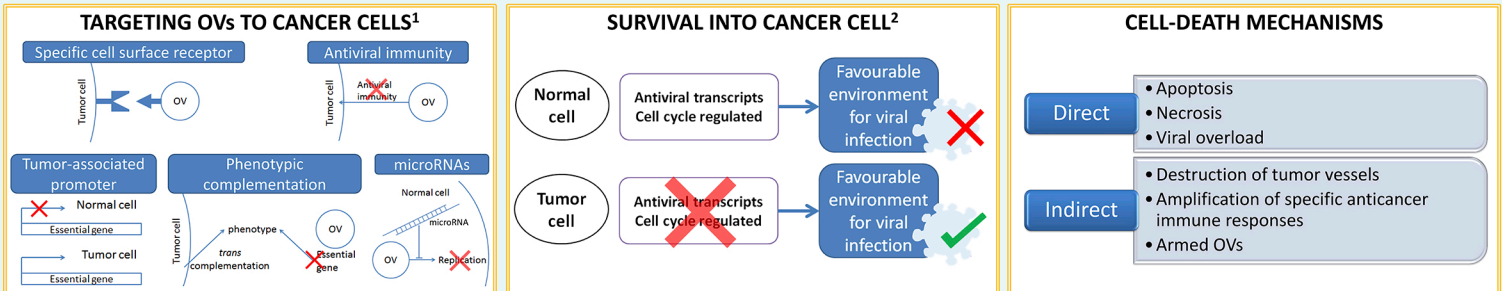 TARGETING OVs TO CANCER CELLS1
Specific cell surface receptor
Tumor cell
OV
Antiviral immunity
Tumor cell
Antiviral
immunity
OV
Tumor-associated
promoter
Normal cell
Essential gene
Tumor cell
Essential gene
Phenotypic
complementation
Tumor cell
phenotype
trans
complementation
OV
Essential
gene
microRNAs
Normal cell
microRNA
OV
Replication
SURVIVAL INTO CANCER CELL2
Normal
cell
Antiviral transcripts
Cell cycle regulated
Favourable
environment
for viral
infection
Tumor
cell
Antiviral transcripts
Cell cycle regulated
Favourable
environment
for viral
infection
CELL-DEATH MECHANISMS
Direct
• Apoptosis
• Necrosis
• Viral overload
Indirect
• Destruction of tumor vessels
• Amplification of specific anticancer
immune responses
• Armed OVs